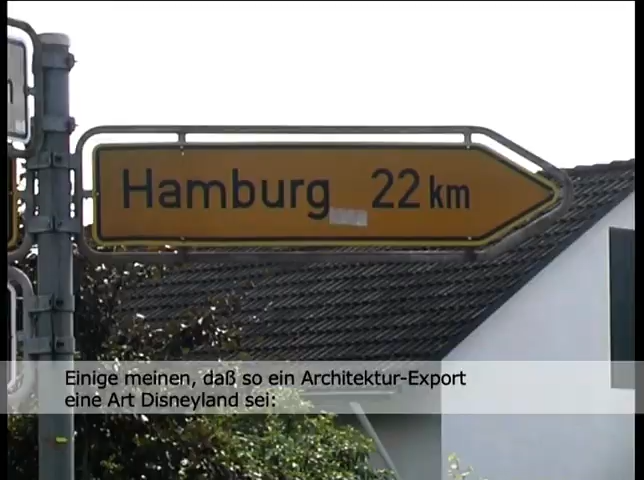 Hamburg 22 km
Einige meinen, daß so ein Architektur-Export
eine Art Disneyland sei: